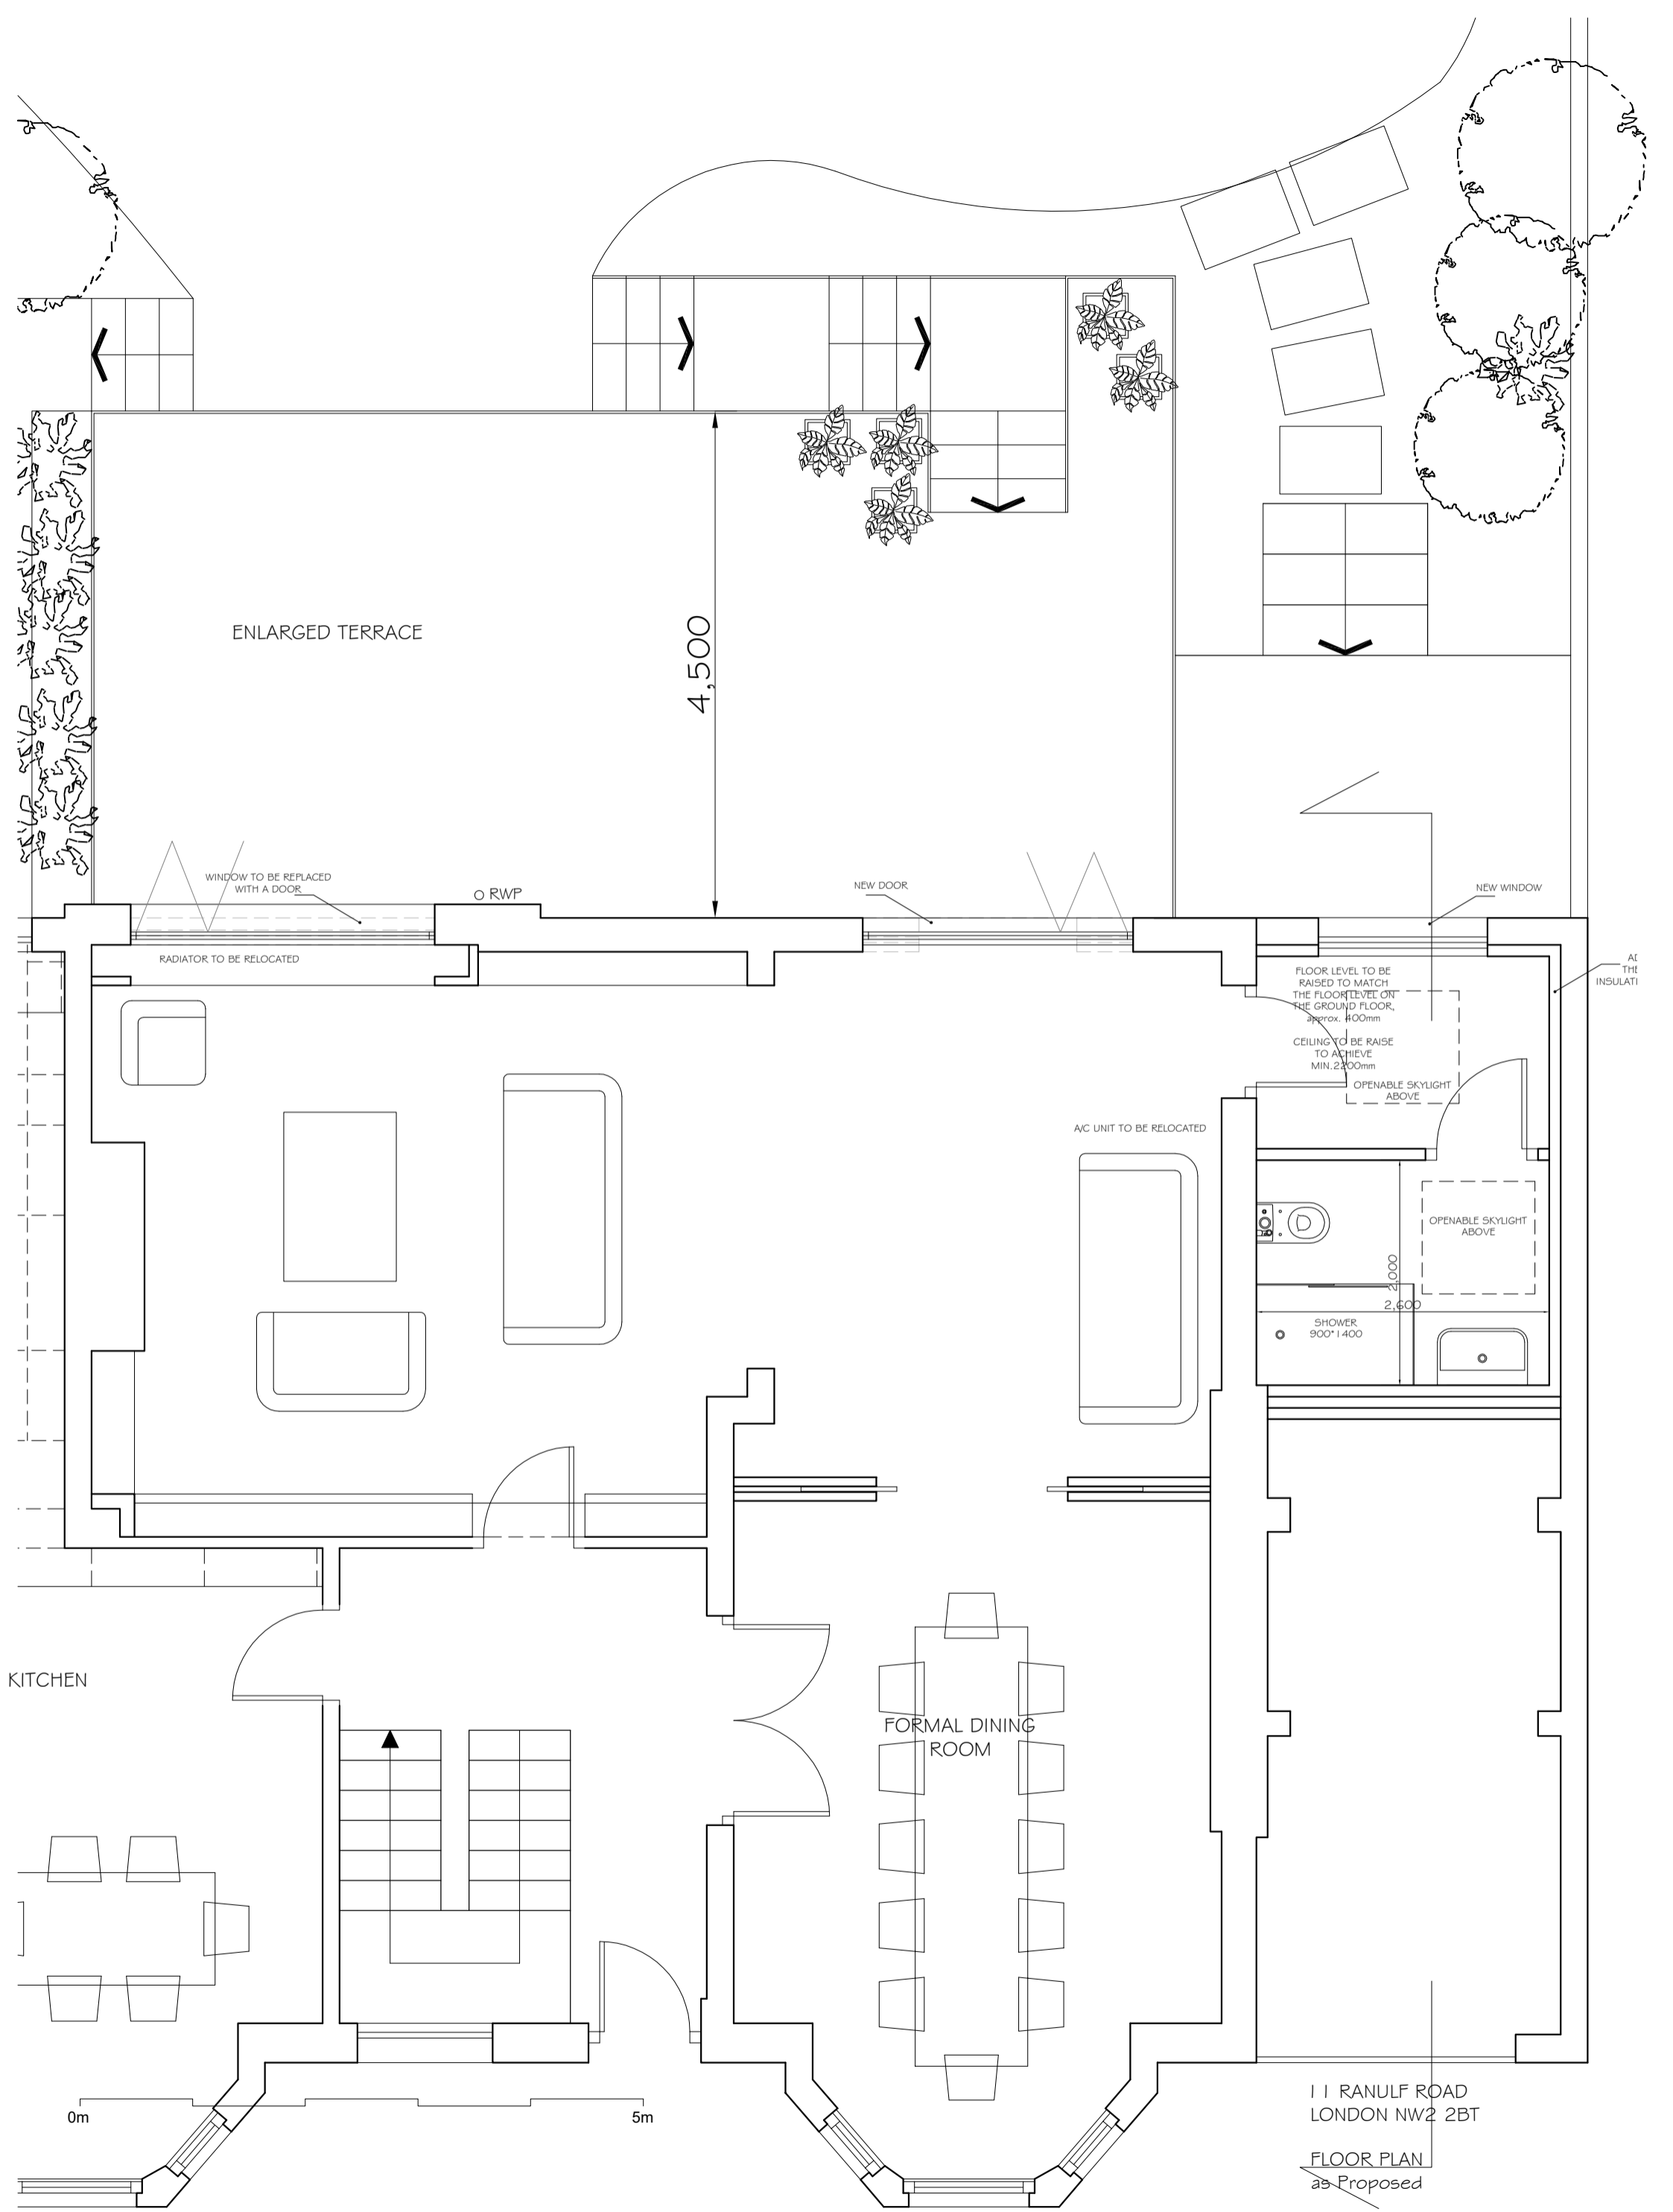 ENLARGED TERRACE
4,500
WINDOW TO BE REPLACED
WITH A DOOR
O RWP
NEW DOOR
NEW WINDOW
RADIATOR TO BE RELOCATED
FLOOR LEVEL TO BE
RAISED TO MATCH
THE FLOOR LEVEL ON
THE GROUND FLOOR,
approx. 400mm
CEILING TO BE RAISE
TO ACHIEVE
MIN.2200mm
OPENABLE SKYLIGHT
ABOVE
A/C UNIT TO BE RELOCATED
OPENABLE SKYLIGHT
ABOVE
2,000
2,600
SHOWER
900*1400
KITCHEN
FORMAL DINING
ROOM
0m
5m
11 RANULF ROAD
LONDON NW2 2BT
FLOOR PLAN
as Proposed